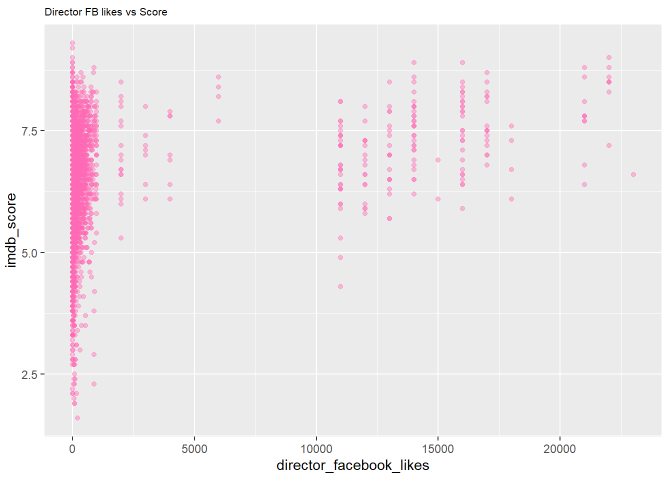 Director FB likes vs Score
imdb_score
7.5
5.0
2.5
0
5000
10000
15000
20000
director_facebook_likes